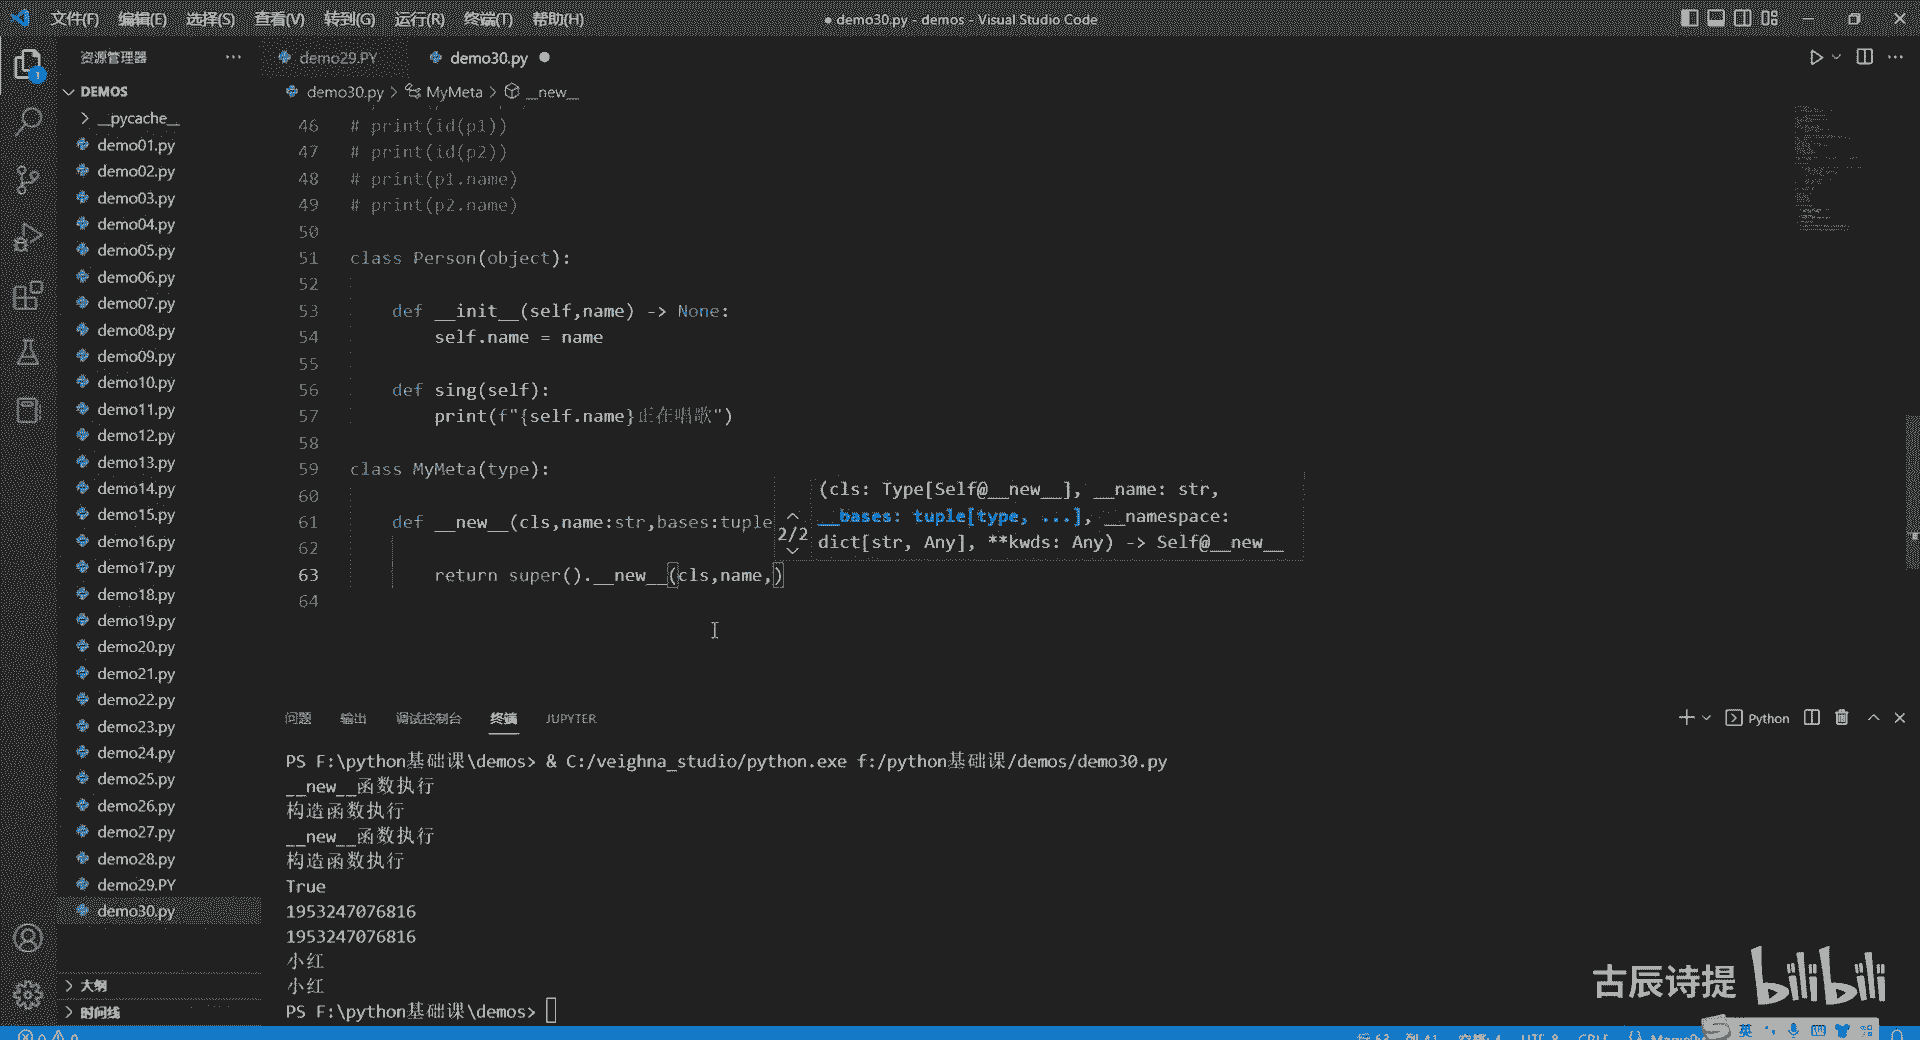 文件(F) 编辑(E) 选择(S) 查看(V) 转到(G) 运行(R) 终端(T) 帮助(H)
● demo30.py - demos - Visual Studio Code
资源管理器 ···
demo29.PY demo30.py ●
DEMOS
demo30.py > MyMeta > __new__
1
__pycache__
demo01.py
demo02.py
demo03.py
demo04.py
demo05.py
demo06.py
demo07.py
demo08.py
demo09.py
demo10.py
demo11.py
demo12.py
demo13.py
demo14.py
demo15.py
demo16.py
demo17.py
demo18.py
demo19.py
demo20.py
demo21.py
demo22.py
demo23.py
demo24.py
demo25.py
demo26.py
demo27.py
demo28.py
demo29.PY
demo30.py
大纲
时间线
46 # print(id(p1))
47 # print(id(p2))
48 # print(p1.name)
49 # print(p2.name)
50
51 class Person(object):
52
53 def __init__(self,name) -> None:
54 self.name = name
55
56 def sing(self):
57 print(f"{self.name}正在唱歌")
58
59 class MyMeta(type):
60
61 def __new__(cls,name:str,bases:tuple
62
63 return super().__new__(cls,name,)
64
2/2
(cls: Type[Self@__new__], __name: str,
__bases: tuple[type, ...], __namespace:
dict[str, Any], **kwds: Any) -> Self@__new__
问题 输出 调试控制台 终端 JUPYTER
Python
PS F:\python基础课\demos> & C:/veighna_studio/python.exe f:/python基础课/demos/demo30.py
__new__函数执行
构造函数执行
__new__函数执行
构造函数执行
True
1953247076816
1953247076816
小红
小红
PS F:\python基础课\demos>
古辰诗提 bilibili
英